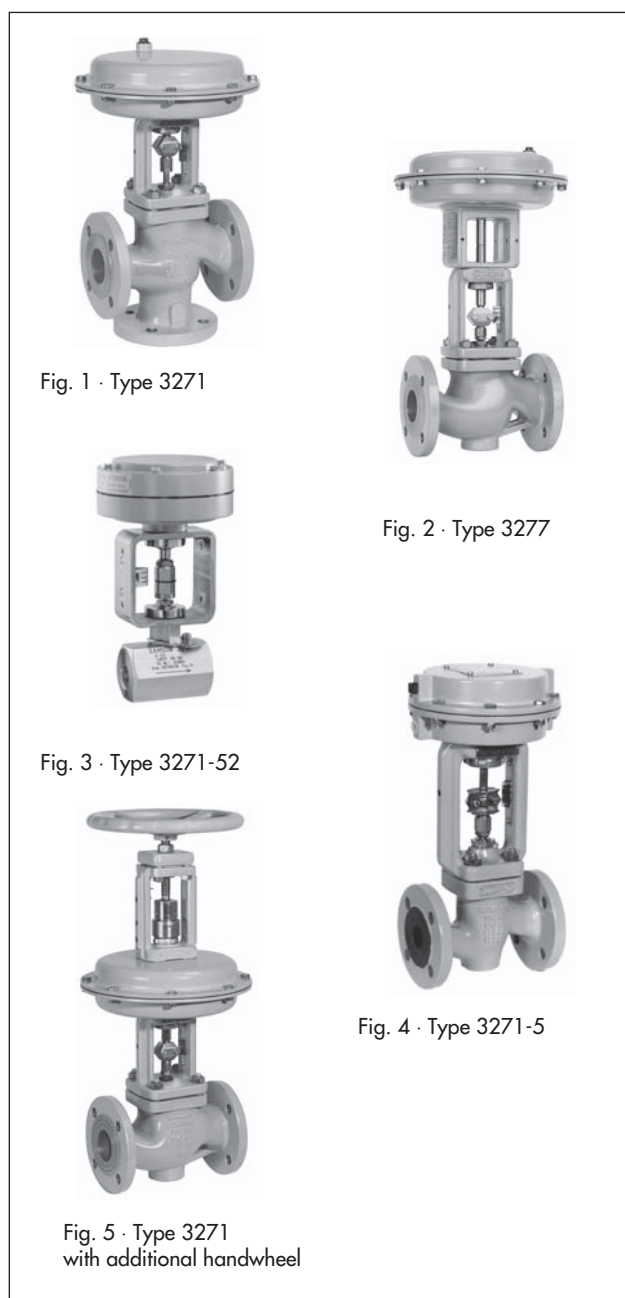 Fig. 1 · Type 3271
Fig. 2 · Type 3277
Fig. 3 · Type 3271-52
Fig. 4 · Type 3271-5
Fig. 5 · Type 3271
with additional handwheel